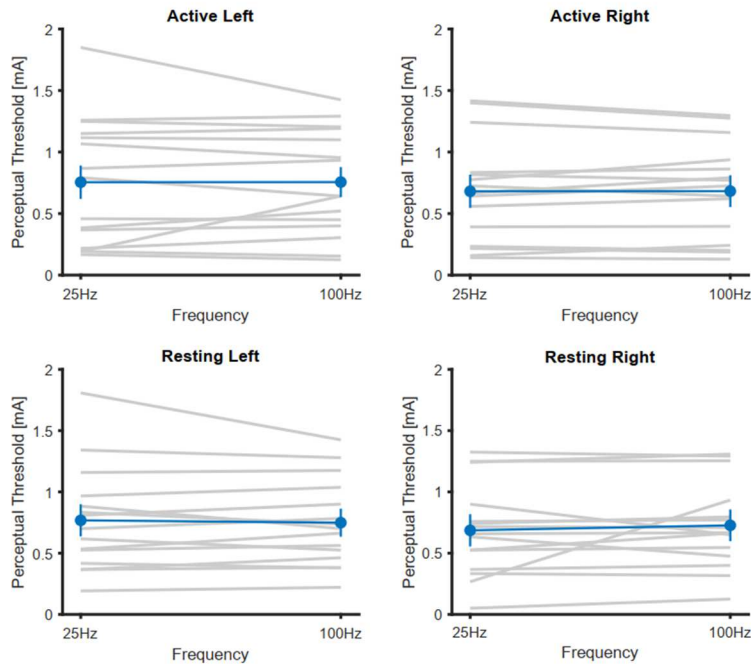 Active Left
Perceptual Threshold [mA]
2
1.5
1
0.5
0
25Hz
100Hz
Frequency
Active Right
Perceptual Threshold [mA]
2
1.5
1
0.5
0
25Hz
100Hz
Frequency
Resting Left
Perceptual Threshold [mA]
2
1.5
1
0.5
0
25Hz
100Hz
Frequency
Resting Right
Perceptual Threshold [mA]
2
1.5
1
0.5
0
25Hz
100Hz
Frequency